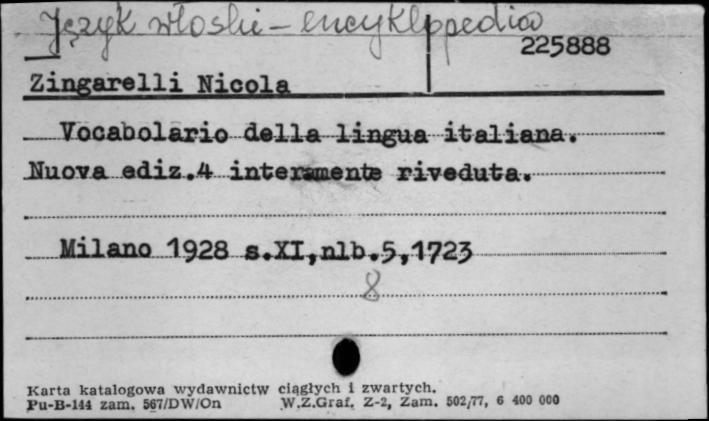 Język włoski – encyklopedia
225888
Zingarelli Nicola
Vocabolario della lingua italiana.
Nuova ediz.4 interamente riveduta.
Milano 1928 s.XI,nlb.5,1723
8
Karta katalogowa wydawnictw ciągłych i zwartych.
Pu-B-144 zam. 567/DW/On W.Z.Graf. Z-2, Zam. 502/77, 6 400 000